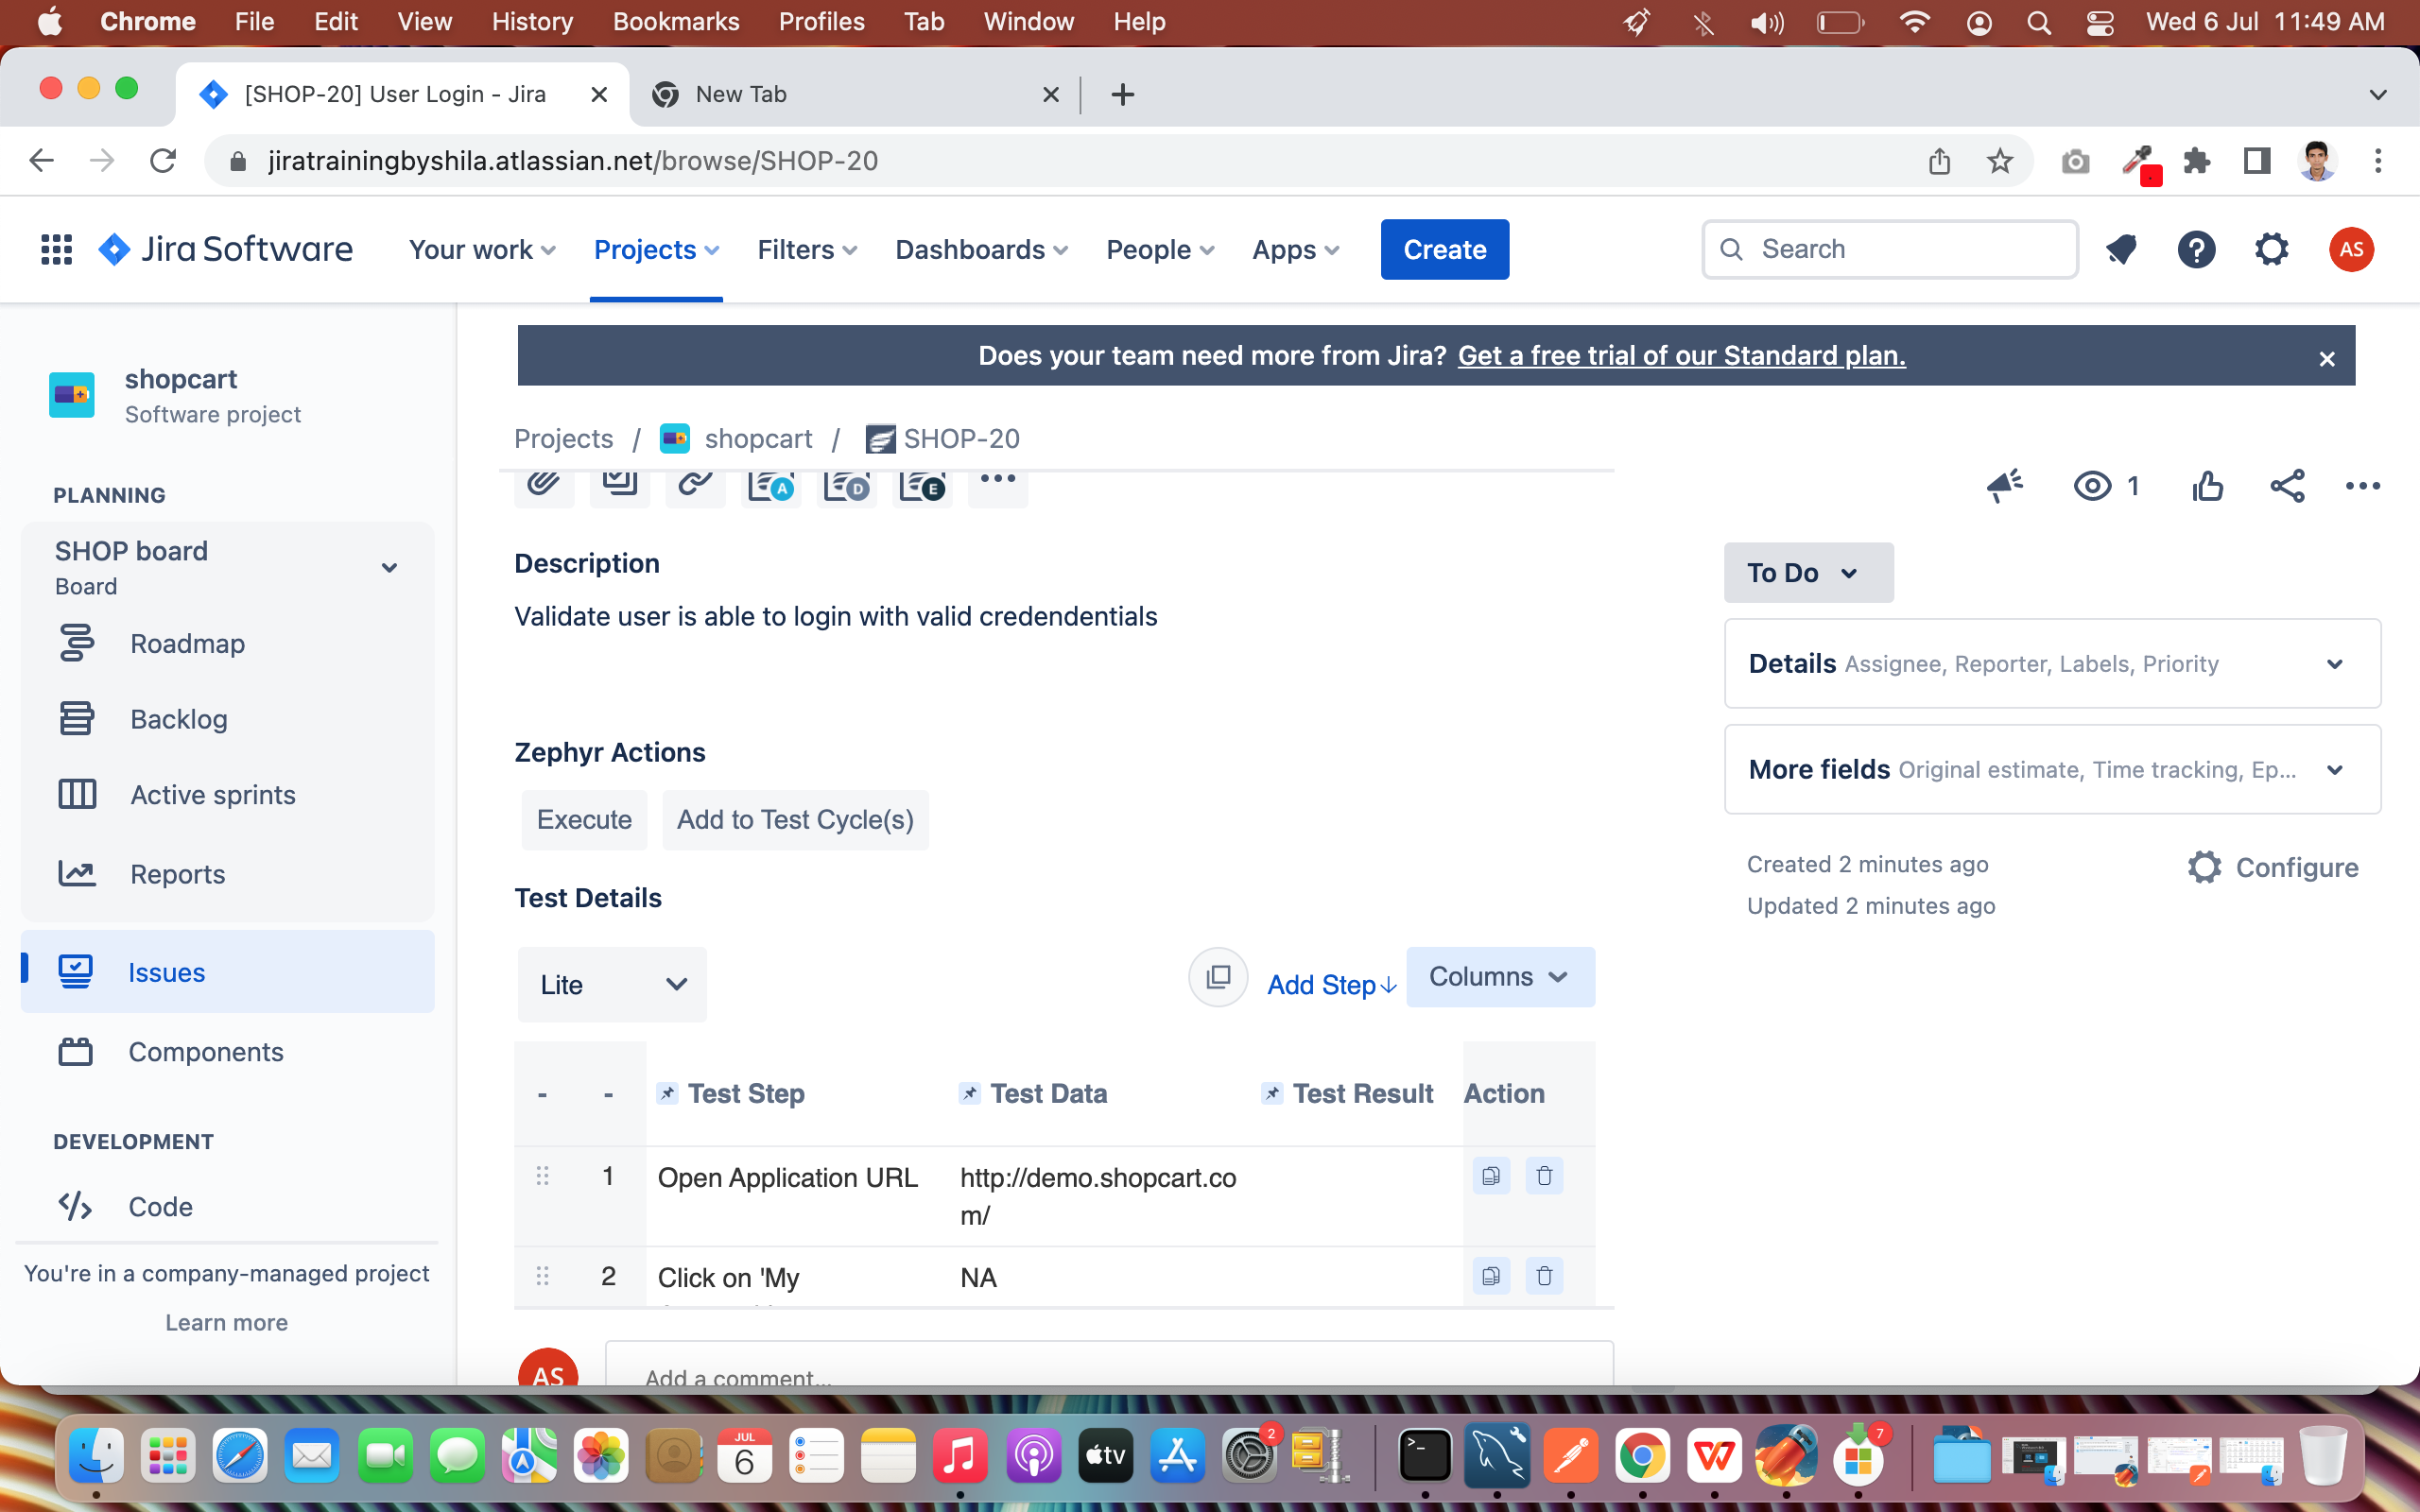 Chrome File Edit View History Bookmarks Profiles Tab Window Help Wed 6 Jul 11:49 AM
[SHOP-20] User Login - Jira New Tab
jiratrainingbyshila.atlassian.net/browse/SHOP-20
Jira Software Your work Projects Filters Dashboards People Apps Create Search AS
Does your team need more from Jira? Get a free trial of our Standard plan.
shopcart
Software project
Projects / shopcart / SHOP-20
A D E
1
PLANNING
SHOP board
Board
Roadmap
Backlog
Active sprints
Reports
Issues
Components
DEVELOPMENT
Code
You're in a company-managed project
Learn more
Description
Validate user is able to login with valid credendentials
Zephyr Actions
Execute Add to Test Cycle(s)
Test Details
Lite Add Step Columns
- - Test Step Test Data Test Result Action
1 Open Application URL http://demo.shopcart.co
m/
2 Click on 'My NA
AS Add a comment...
To Do
Details Assignee, Reporter, Labels, Priority
More fields Original estimate, Time tracking, Ep...
Created 2 minutes ago Configure
Updated 2 minutes ago
JUL
6
tv
2
7